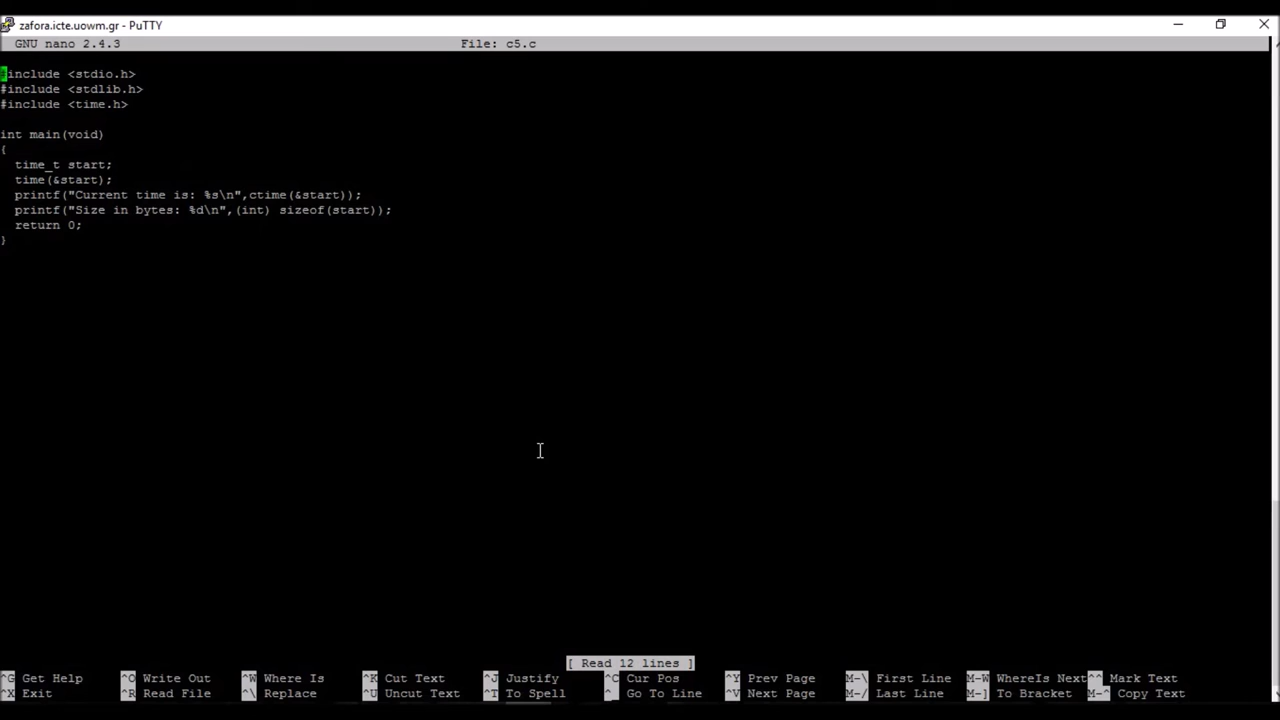 zafora.icte.uowm.gr - PuTTY
GNU nano 2.4.3 File: c5.c
#include <stdio.h>
#include <stdlib.h>
#include <time.h>
int main(void)
{
time_t start;
time(&start);
printf("Current time is: %s\n",ctime(&start));
printf("Size in bytes: %d\n",(int) sizeof(start));
return 0;
}
[ Read 12 lines ]
^G Get Help ^O Write Out ^W Where Is ^K Cut Text ^J Justify ^C Cur Pos ^Y Prev Page M-\ First Line M-W WhereIs Next ^^ Mark Text
^X Exit ^R Read File ^\ Replace ^U Uncut Text ^T To Spell ^_ Go To Line ^V Next Page M-/ Last Line M-] To Bracket M-^ Copy Text